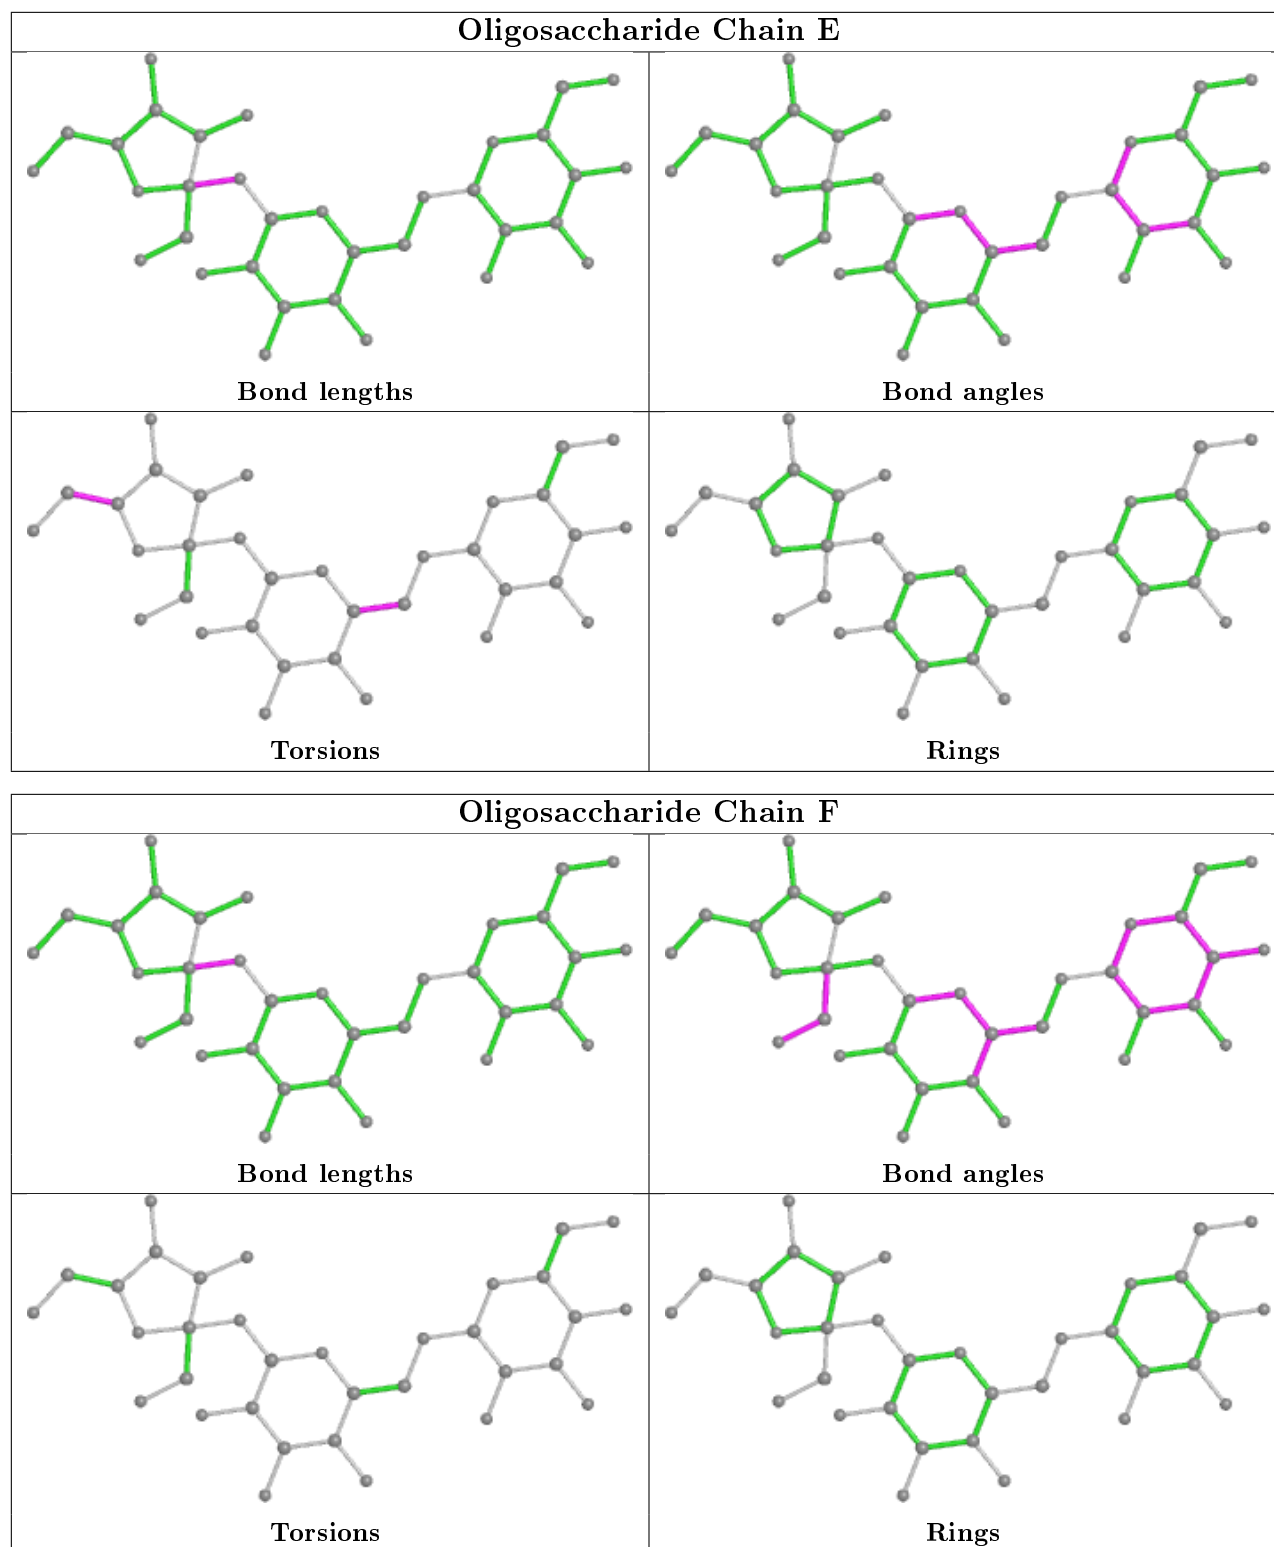 Oligosaccharide Chain E
Bond lengths
Bond angles
Torsions
Rings
Oligosaccharide Chain F
Bond lengths
Bond angles
Torsions
Rings